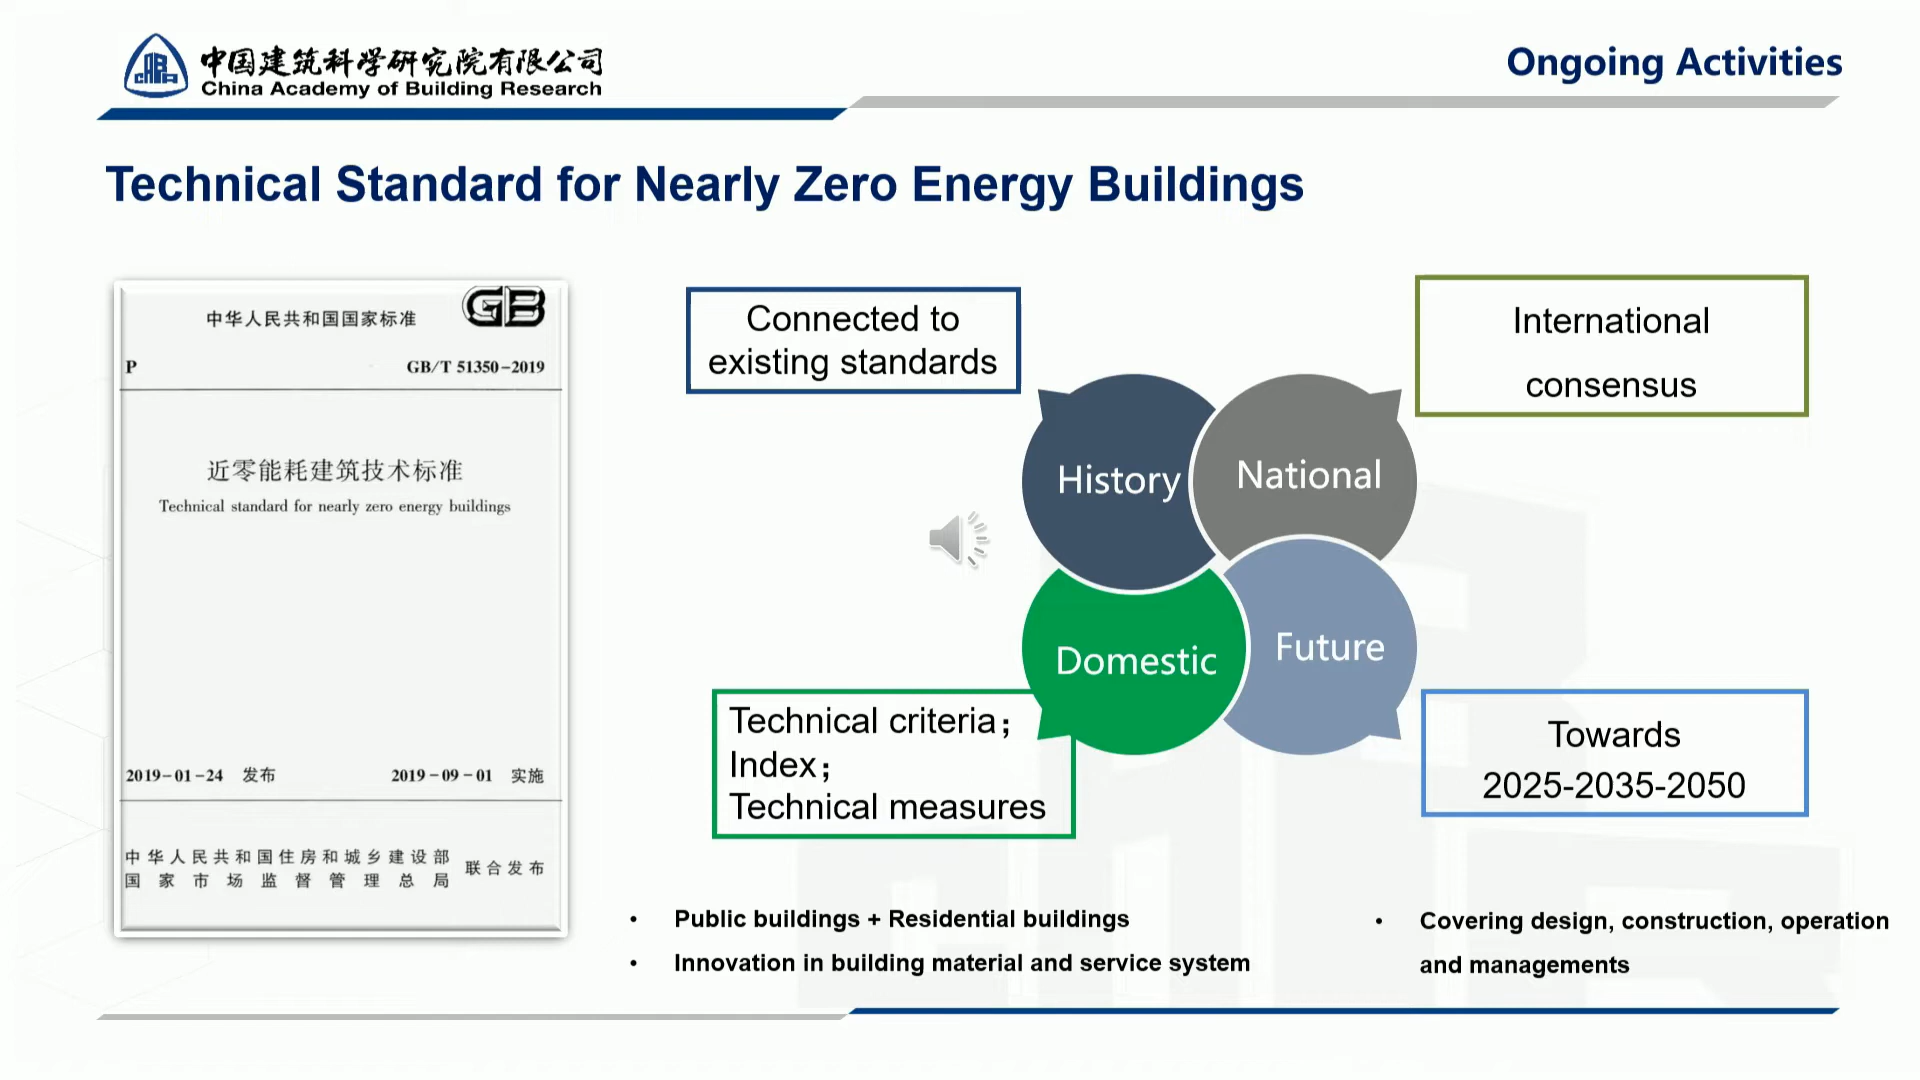 中国建筑科学研究院有限公司
China Academy of Building Research
Ongoing Activities
Technical Standard for Nearly Zero Energy Buildings
中华人民共和国国家标准
GB
P
GB/T 51350-2019
近零能耗建筑技术标准
Technical standard for nearly zero energy buildings
2019-01-24 发布
2019-09-01 实施
中华人民共和国住房和城乡建设部
国家市场监督管理总局
联合发布
Connected to
existing standards
International
consensus
History
National
Domestic
Future
Technical criteria；
Index；
Technical measures
Towards
2025-2035-2050
• Public buildings + Residential buildings
• Innovation in building material and service system
• Covering design, construction, operation
and managements